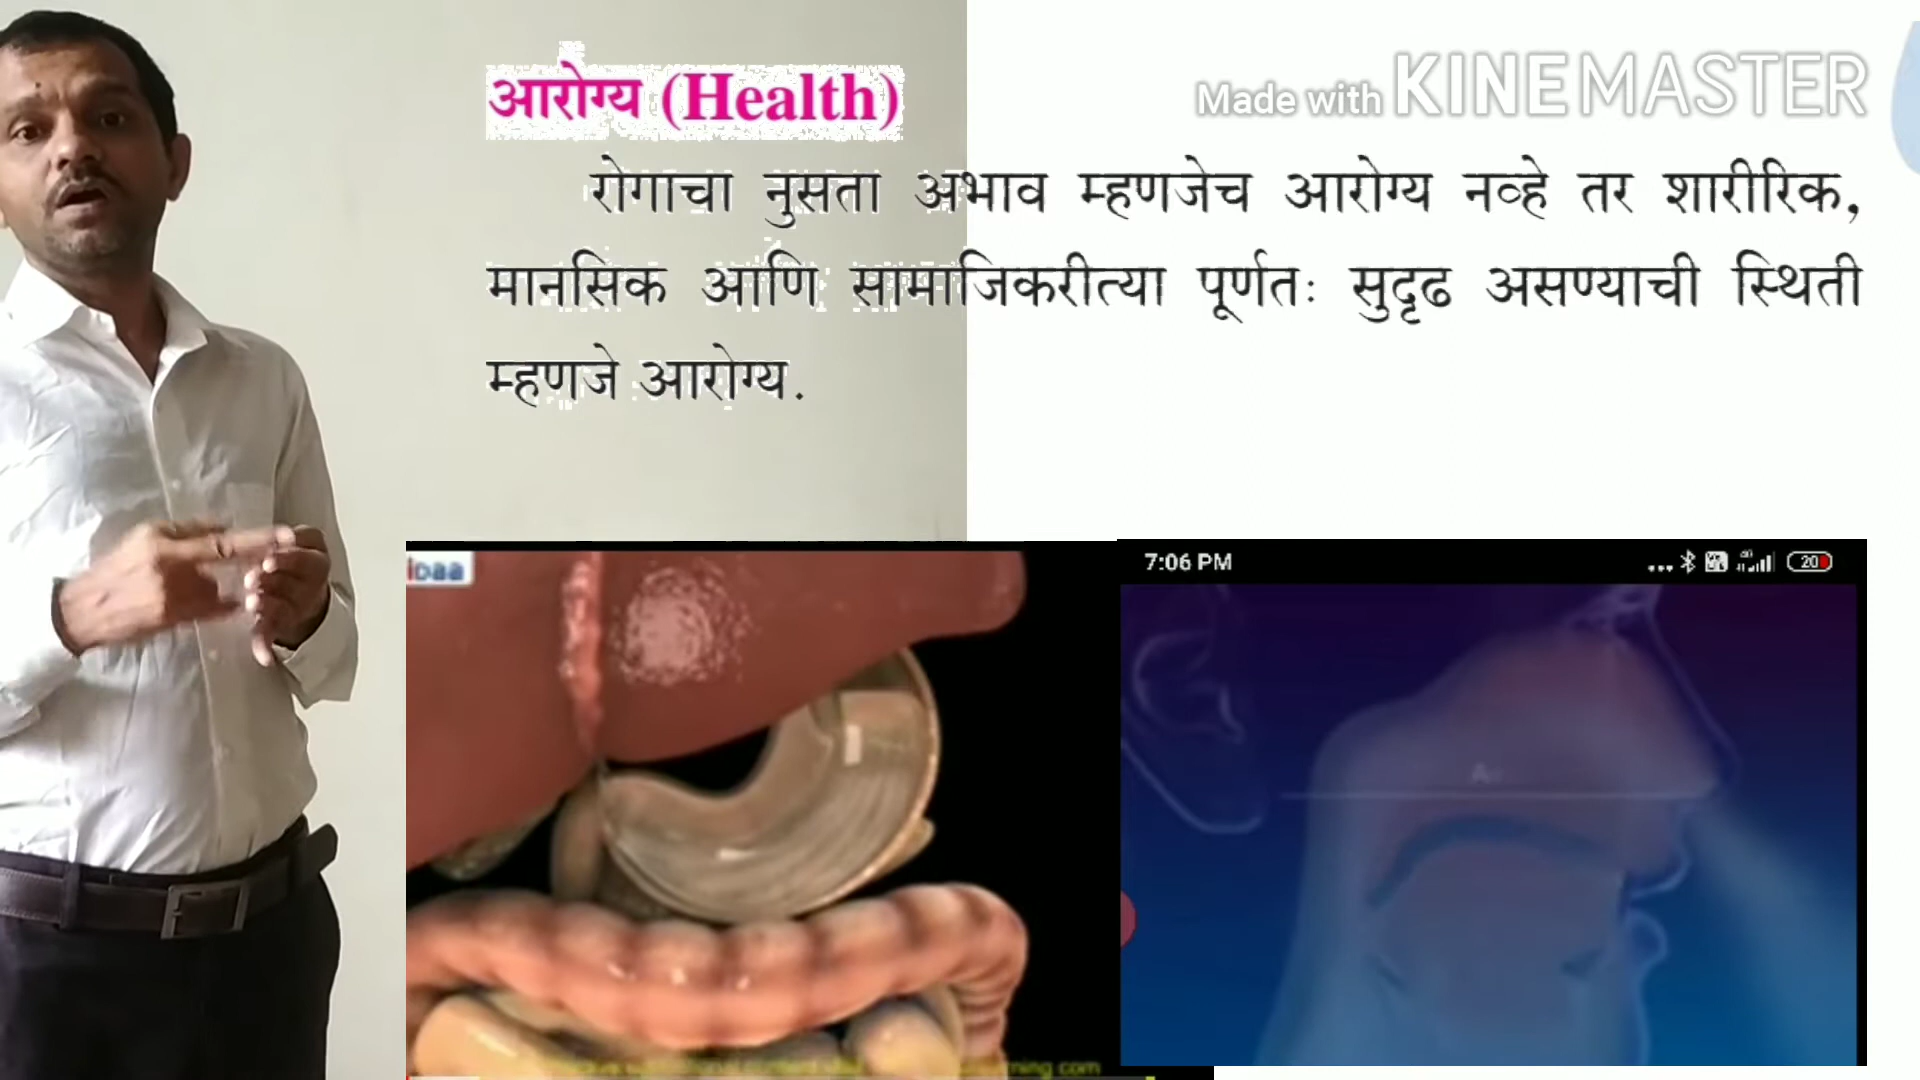 आरोग्य (Health)
Made with KINEMASTER
रोगाचा नुसता अभाव म्हणजेच आरोग्य नव्हे तर शारीरिक,
मानसिक आणि सामाजिकरीत्या पूर्णतः सुदृढ असण्याची स्थिती
म्हणजे आरोग्य.
7:06 PM
20